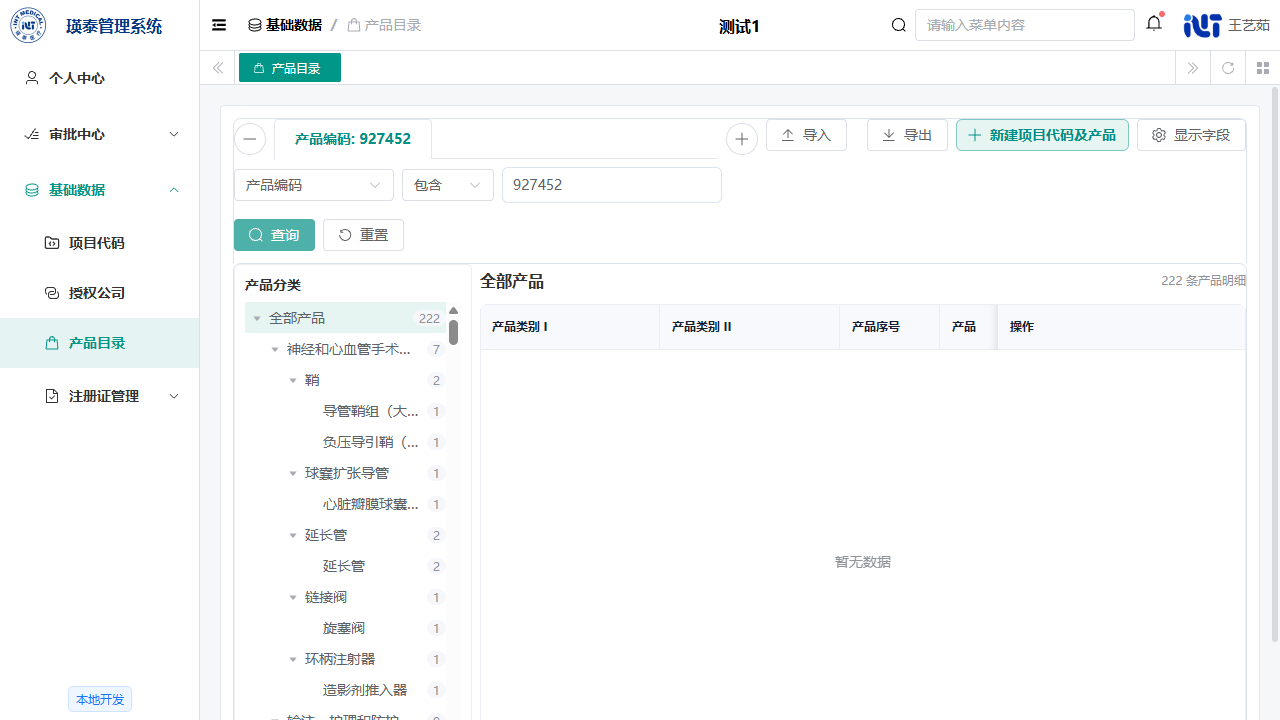 瑛泰管理系统
基础数据 / 产品目录
测试1
请输入菜单内容
王艺茹
个人中心
产品目录
审批中心
基础数据
项目代码
授权公司
产品目录
注册证管理
本地开发
产品编码: 927452
导入
导出
新建项目代码及产品
显示字段
产品编码
包含
927452
查询
重置
产品分类
全部产品 222
神经和心血管手术... 7
鞘 2
导管鞘组（大... 1
负压导引鞘（... 1
球囊扩张导管 1
心脏瓣膜球囊... 1
延长管 2
延长管 2
链接阀 1
旋塞阀 1
环柄注射器 1
造影剂推入器 1
全部产品
222 条产品明细
产品类别 I 产品类别 II 产品序号 产品 操作
暂无数据